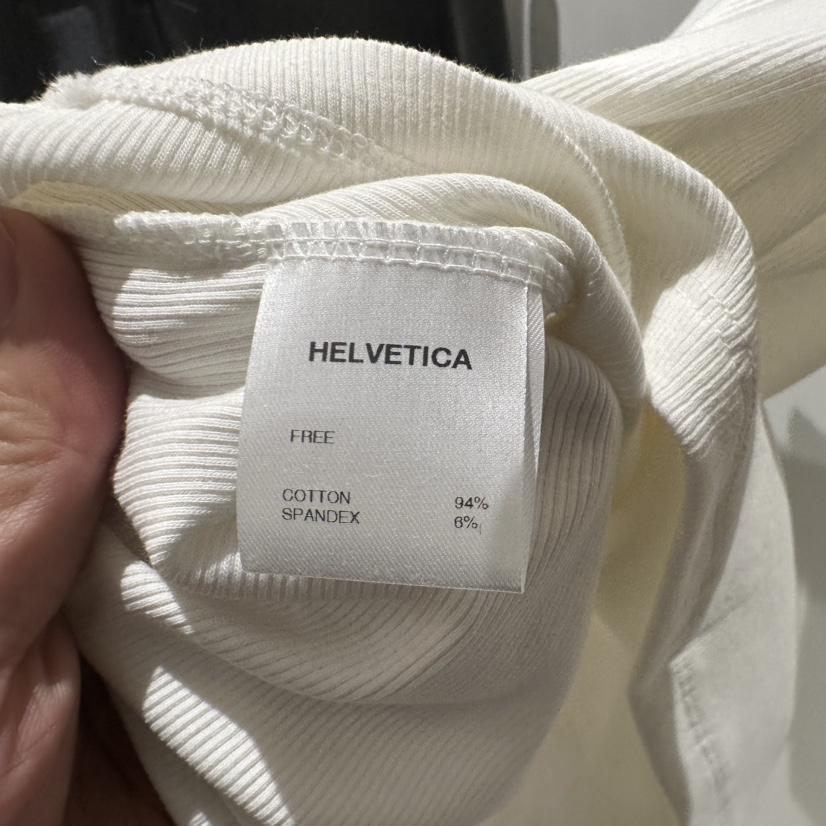 HELVETICA
FREE
COTTON 94%
SPANDEX 6%